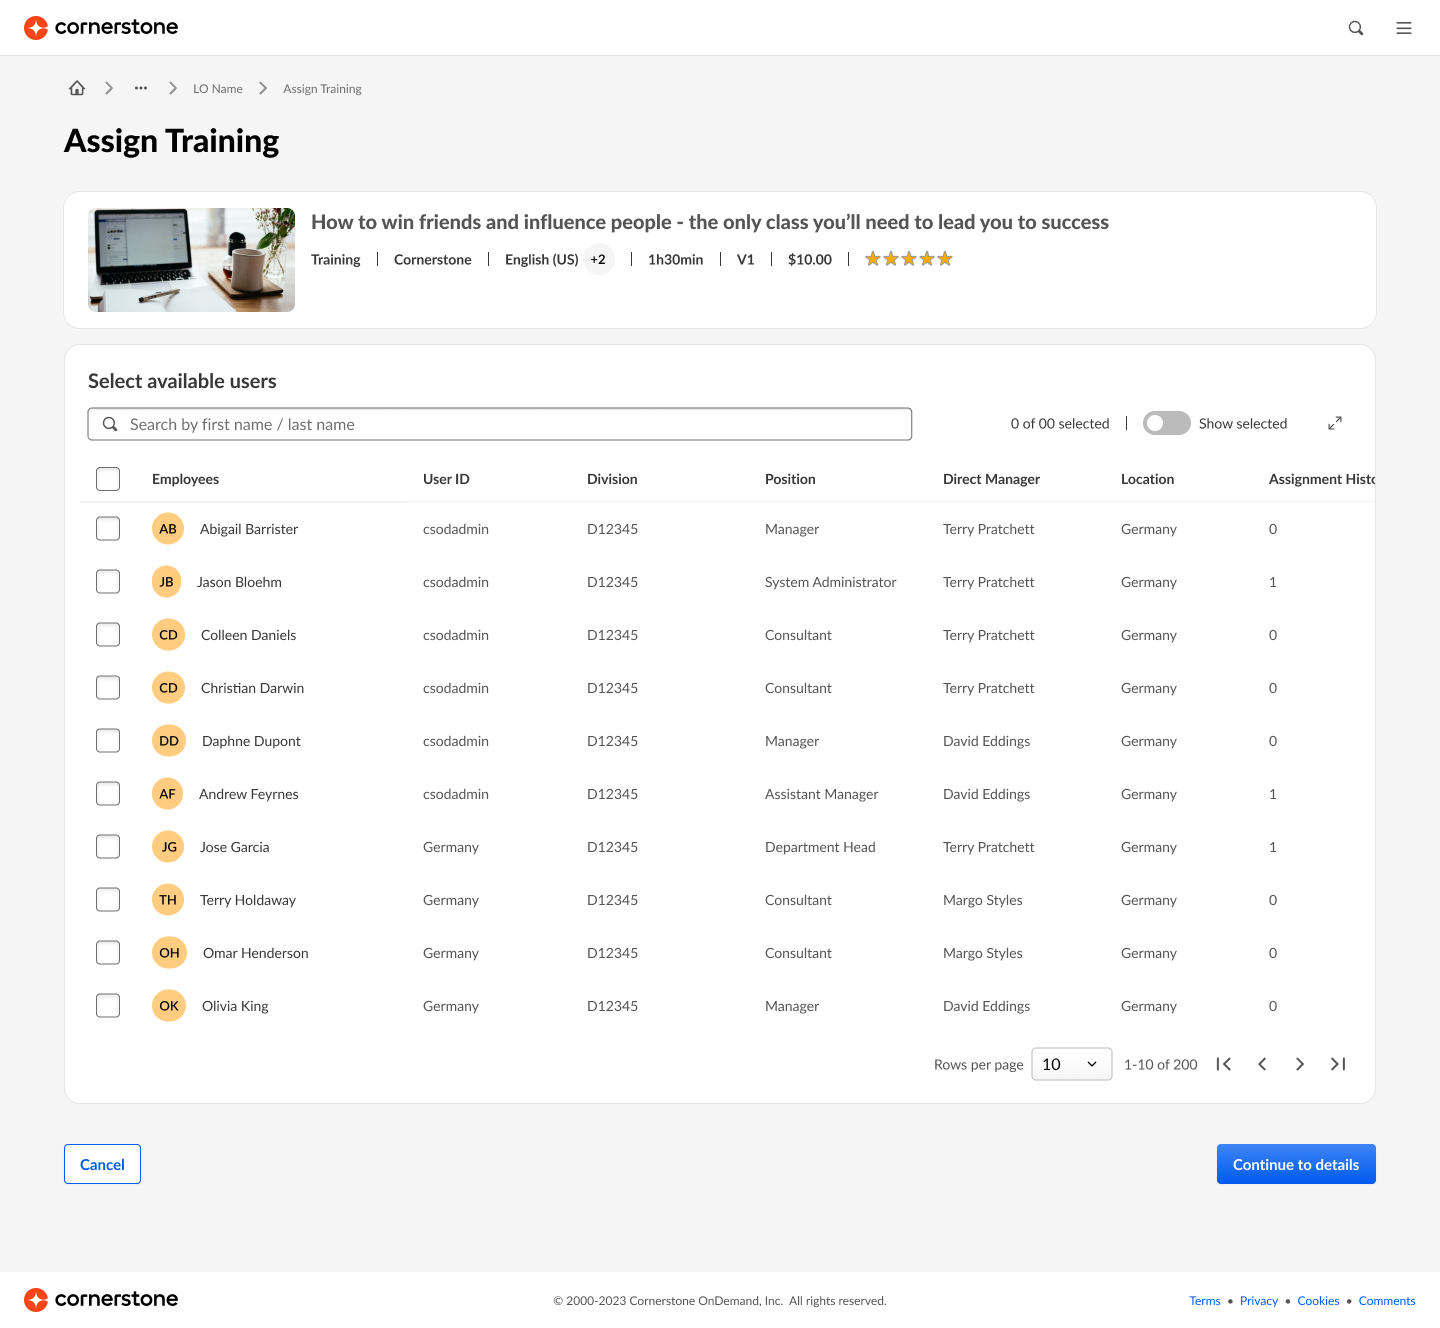 cornerstone
LO Name Assign Training
Assign Training
How to win friends and influence people - the only class you’ll need to lead you to success
Training | Cornerstone | English (US) +2 | 1h30min | V1 | $10.00 |
Select available users
Search by first name / last name
0 of 00 selected | Show selected
Employees User ID Division Position Direct Manager Location Assignment Histo
AB Abigail Barrister csodadmin D12345 Manager Terry Pratchett Germany 0
JB Jason Bloehm csodadmin D12345 System Administrator Terry Pratchett Germany 1
CD Colleen Daniels csodadmin D12345 Consultant Terry Pratchett Germany 0
CD Christian Darwin csodadmin D12345 Consultant Terry Pratchett Germany 0
DD Daphne Dupont csodadmin D12345 Manager David Eddings Germany 0
AF Andrew Feyrnes csodadmin D12345 Assistant Manager David Eddings Germany 1
JG Jose Garcia Germany D12345 Department Head Terry Pratchett Germany 1
TH Terry Holdaway Germany D12345 Consultant Margo Styles Germany 0
OH Omar Henderson Germany D12345 Consultant Margo Styles Germany 0
OK Olivia King Germany D12345 Manager David Eddings Germany 0
Rows per page 10 1-10 of 200
Cancel Continue to details
cornerstone © 2000-2023 Cornerstone OnDemand, Inc. All rights reserved. Terms • Privacy • Cookies • Comments